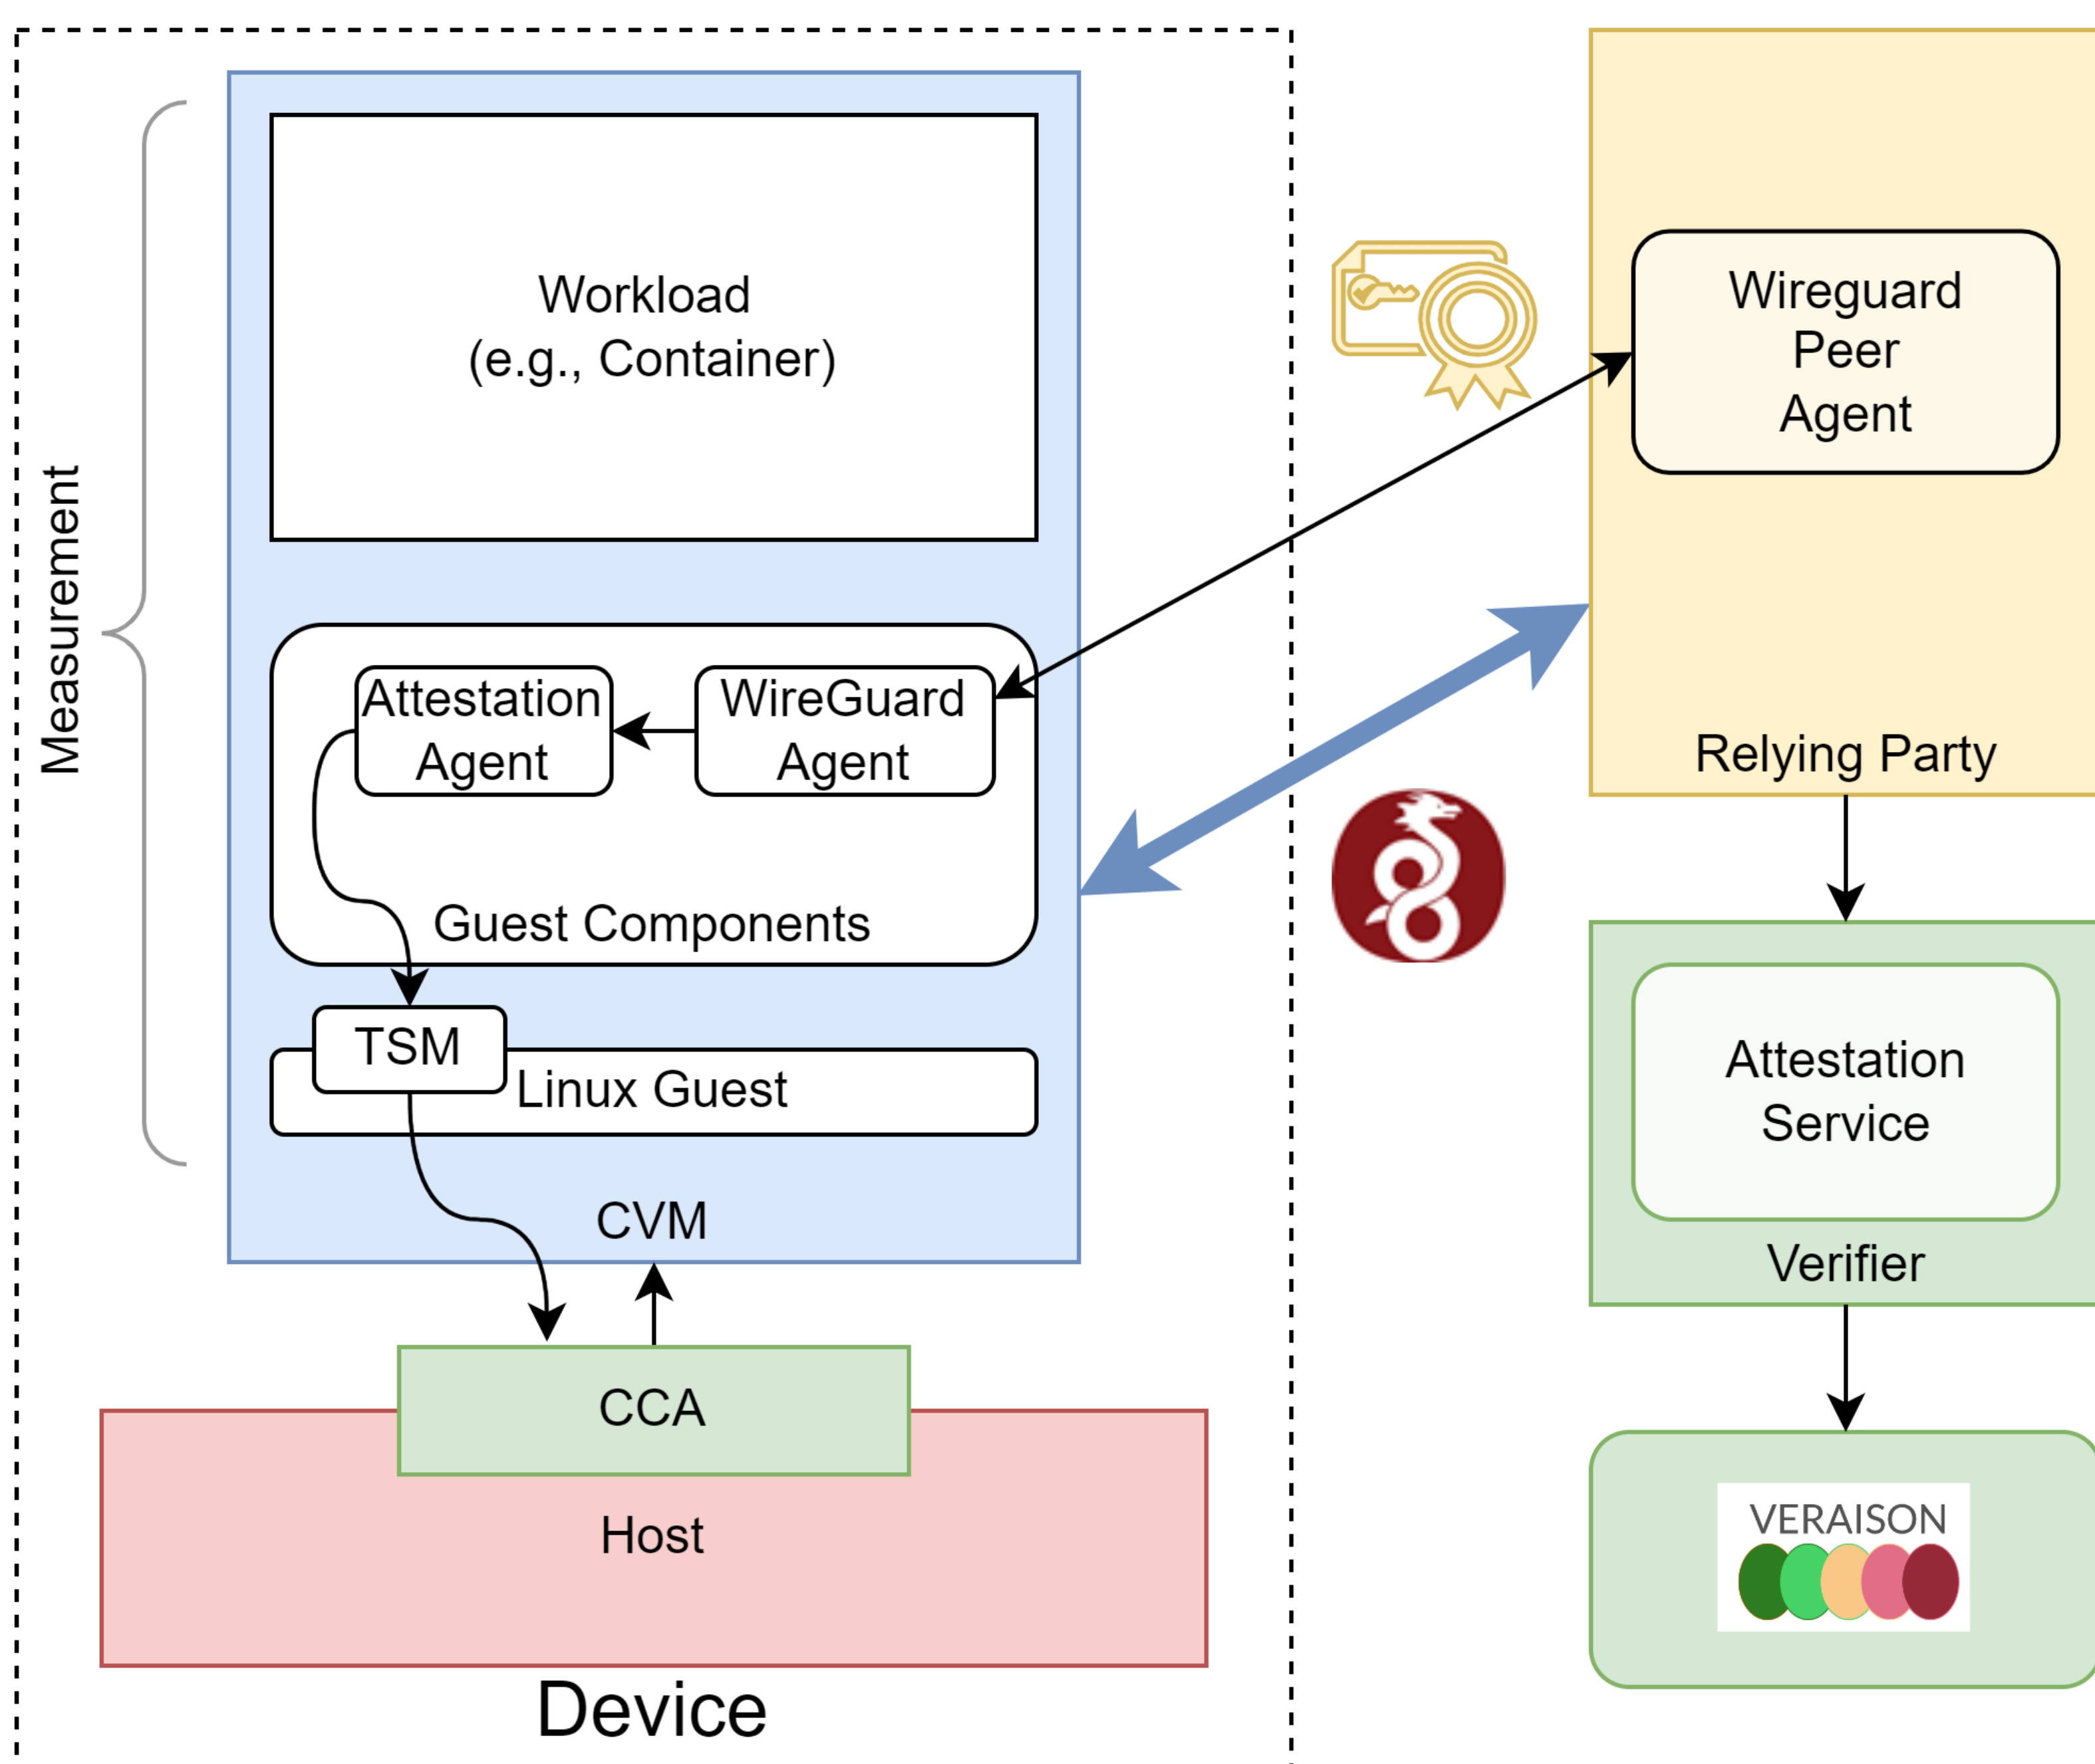 Measurement
Workload
(e.g., Container)
Attestation
Agent
WireGuard
Agent
Guest Components
TSM
Linux Guest
CVM
CCA
Host
Device
Wireguard
Peer
Agent
Relying Party
Attestation
Service
Verifier
VERAISON